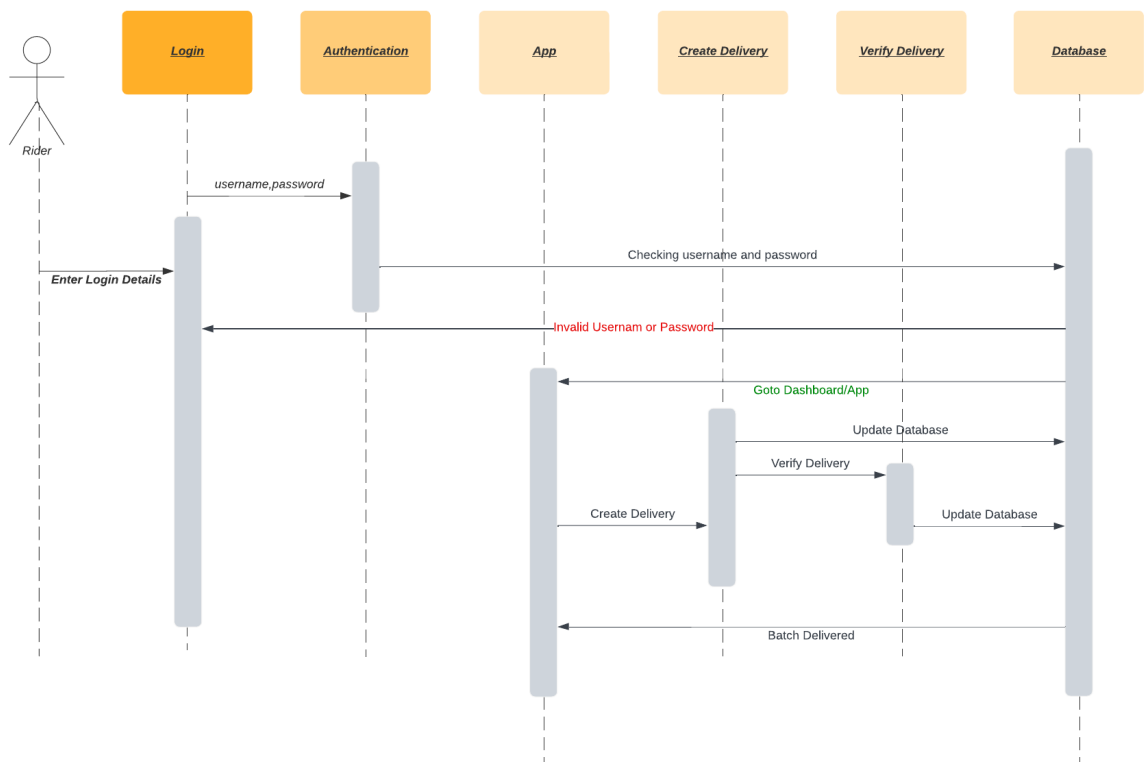 Login
Authentication
App
Create Delivery
Verify Delivery
Database
Rider
username,password
Checking username and password
Enter Login Details
Invalid Usernam or Password
Goto Dashboard/App
Update Database
Verify Delivery
Create Delivery
Update Database
Batch Delivered